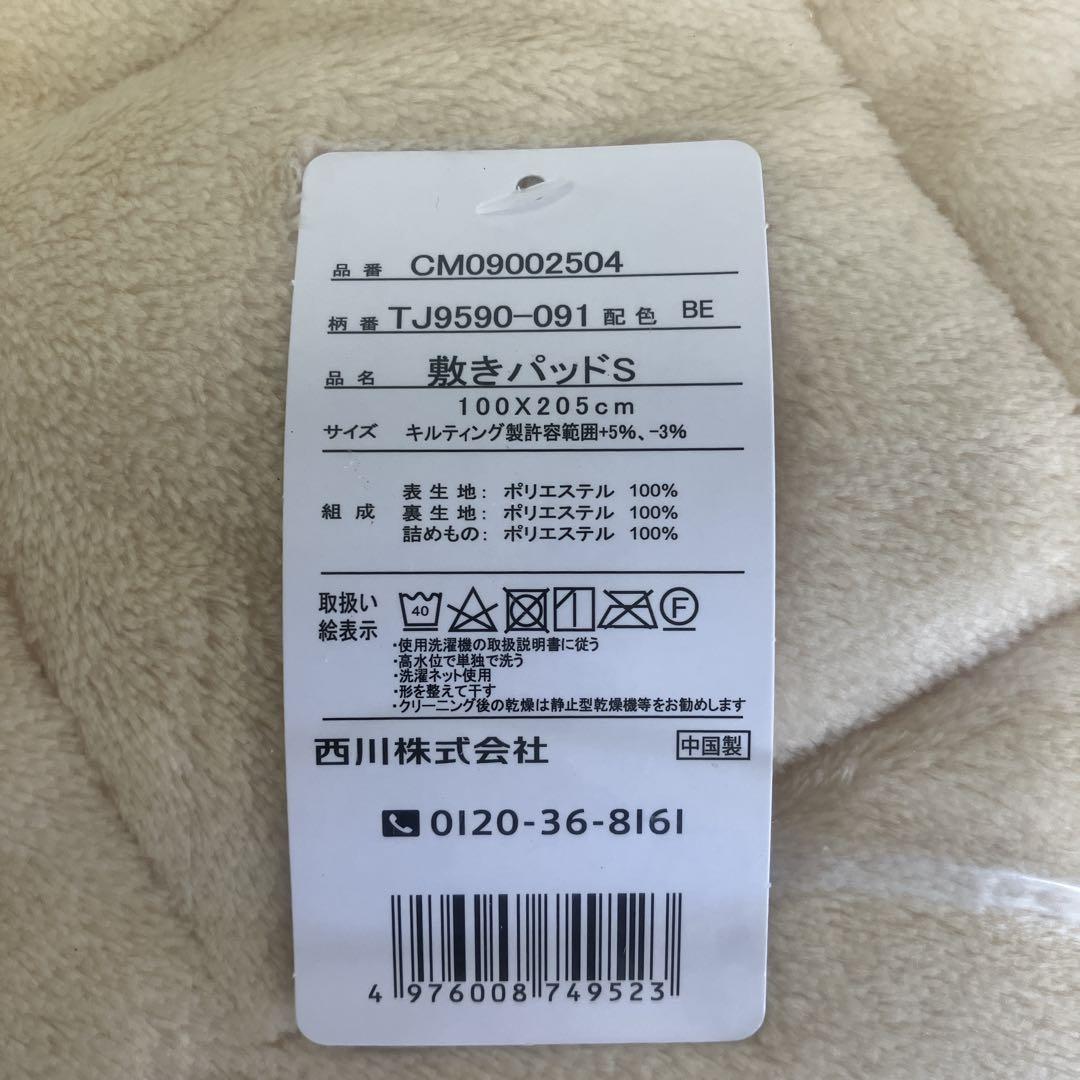 品番 CM09002504
柄番 TJ9590-091 配色 BE
品名 敷きパッドS
100X205cm
サイズ キルティング製許容範囲+5%、-3%
表生地: ポリエステル 100%
組成 裏生地: ポリエステル 100%
詰めもの: ポリエステル 100%
取扱い
絵表示
40 F
・使用洗濯機の取扱説明書に従う
・高水位で単独で洗う
・洗濯ネット使用
・形を整えて干す
・クリーニング後の乾燥は静止型乾燥機等をお勧めします
西川株式会社 中国製
0120-36-8161
4 976008 749523